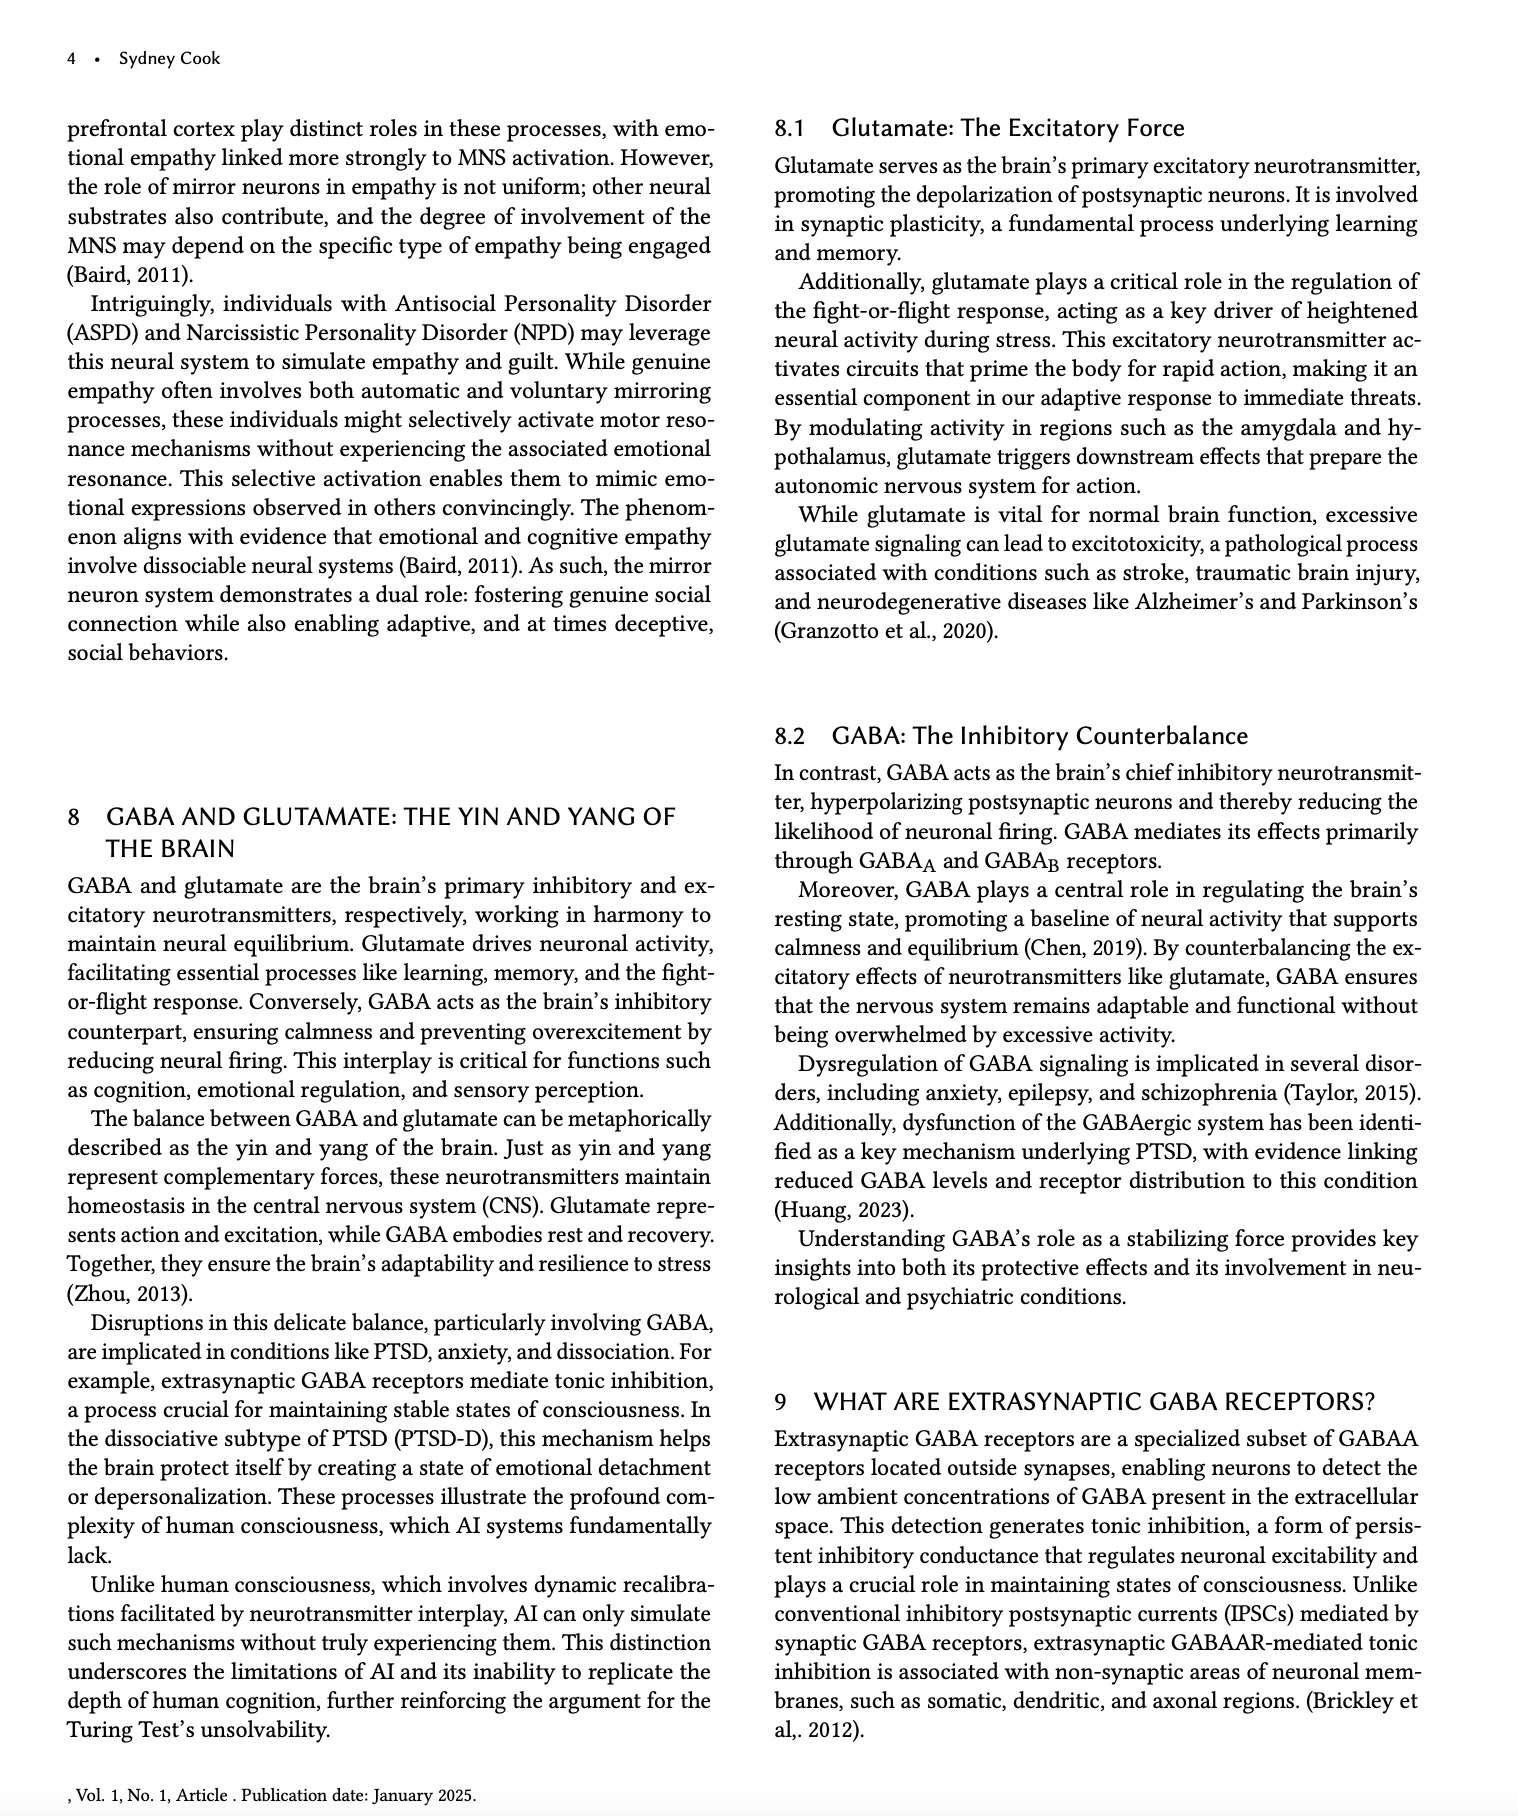 4 • Sydney Cook
prefrontal cortex play distinct roles in these processes, with emo-
tional empathy linked more strongly to MNS activation. However,
the role of mirror neurons in empathy is not uniform; other neural
substrates also contribute, and the degree of involvement of the
MNS may depend on the specific type of empathy being engaged
(Baird, 2011).
Intriguingly, individuals with Antisocial Personality Disorder
(ASPD) and Narcissistic Personality Disorder (NPD) may leverage
this neural system to simulate empathy and guilt. While genuine
empathy often involves both automatic and voluntary mirroring
processes, these individuals might selectively activate motor reso-
nance mechanisms without experiencing the associated emotional
resonance. This selective activation enables them to mimic emo-
tional expressions observed in others convincingly. The phenom-
enon aligns with evidence that emotional and cognitive empathy
involve dissociable neural systems (Baird, 2011). As such, the mirror
neuron system demonstrates a dual role: fostering genuine social
connection while also enabling adaptive, and at times deceptive,
social behaviors.
8 GABA AND GLUTAMATE: THE YIN AND YANG OF
THE BRAIN
GABA and glutamate are the brain's primary inhibitory and ex-
citatory neurotransmitters, respectively, working in harmony to
maintain neural equilibrium. Glutamate drives neuronal activity,
facilitating essential processes like learning, memory, and the fight-
or-flight response. Conversely, GABA acts as the brain's inhibitory
counterpart, ensuring calmness and preventing overexcitement by
reducing neural firing. This interplay is critical for functions such
as cognition, emotional regulation, and sensory perception.
The balance between GABA and glutamate can be metaphorically
described as the yin and yang of the brain. Just as yin and yang
represent complementary forces, these neurotransmitters maintain
homeostasis in the central nervous system (CNS). Glutamate repre-
sents action and excitation, while GABA embodies rest and recovery.
Together, they ensure the brain's adaptability and resilience to stress
(Zhou, 2013).
Disruptions in this delicate balance, particularly involving GABA,
are implicated in conditions like PTSD, anxiety, and dissociation. For
example, extrasynaptic GABA receptors mediate tonic inhibition,
a process crucial for maintaining stable states of consciousness. In
the dissociative subtype of PTSD (PTSD-D), this mechanism helps
the brain protect itself by creating a state of emotional detachment
or depersonalization. These processes illustrate the profound com-
plexity of human consciousness, which AI systems fundamentally
lack.
Unlike human consciousness, which involves dynamic recalibra-
tions facilitated by neurotransmitter interplay, AI can only simulate
such mechanisms without truly experiencing them. This distinction
underscores the limitations of AI and its inability to replicate the
depth of human cognition, further reinforcing the argument for the
Turing Test's unsolvability.
8.1 Glutamate: The Excitatory Force
Glutamate serves as the brain's primary excitatory neurotransmitter,
promoting the depolarization of postsynaptic neurons. It is involved
in synaptic plasticity, a fundamental process underlying learning
and memory.
Additionally, glutamate plays a critical role in the regulation of
the fight-or-flight response, acting as a key driver of heightened
neural activity during stress. This excitatory neurotransmitter ac-
tivates circuits that prime the body for rapid action, making it an
essential component in our adaptive response to immediate threats.
By modulating activity in regions such as the amygdala and hy-
pothalamus, glutamate triggers downstream effects that prepare the
autonomic nervous system for action.
While glutamate is vital for normal brain function, excessive
glutamate signaling can lead to excitotoxicity, a pathological process
associated with conditions such as stroke, traumatic brain injury,
and neurodegenerative diseases like Alzheimer's and Parkinson's
(Granzotto et al., 2020).
8.2 GABA: The Inhibitory Counterbalance
In contrast, GABA acts as the brain's chief inhibitory neurotransmit-
ter, hyperpolarizing postsynaptic neurons and thereby reducing the
likelihood of neuronal firing. GABA mediates its effects primarily
through GABAA and GABAB receptors.
Moreover, GABA plays a central role in regulating the brain's
resting state, promoting a baseline of neural activity that supports
calmness and equilibrium (Chen, 2019). By counterbalancing the ex-
citatory effects of neurotransmitters like glutamate, GABA ensures
that the nervous system remains adaptable and functional without
being overwhelmed by excessive activity.
Dysregulation of GABA signaling is implicated in several disor-
ders, including anxiety, epilepsy, and schizophrenia (Taylor, 2015).
Additionally, dysfunction of the GABAergic system has been identi-
fied as a key mechanism underlying PTSD, with evidence linking
reduced GABA levels and receptor distribution to this condition
(Huang, 2023).
Understanding GABA's role as a stabilizing force provides key
insights into both its protective effects and its involvement in neu-
rological and psychiatric conditions.
9 WHAT ARE EXTRASYNAPTIC GABA RECEPTORS?
Extrasynaptic GABA receptors are a specialized subset of GABAA
receptors located outside synapses, enabling neurons to detect the
low ambient concentrations of GABA present in the extracellular
space. This detection generates tonic inhibition, a form of persis-
tent inhibitory conductance that regulates neuronal excitability and
plays a crucial role in maintaining states of consciousness. Unlike
conventional inhibitory postsynaptic currents (IPSCs) mediated by
synaptic GABA receptors, extrasynaptic GABAAR-mediated tonic
inhibition is associated with non-synaptic areas of neuronal mem-
branes, such as somatic, dendritic, and axonal regions. (Brickley et
al,. 2012).
, Vol. 1, No. 1, Article . Publication date: January 2025.